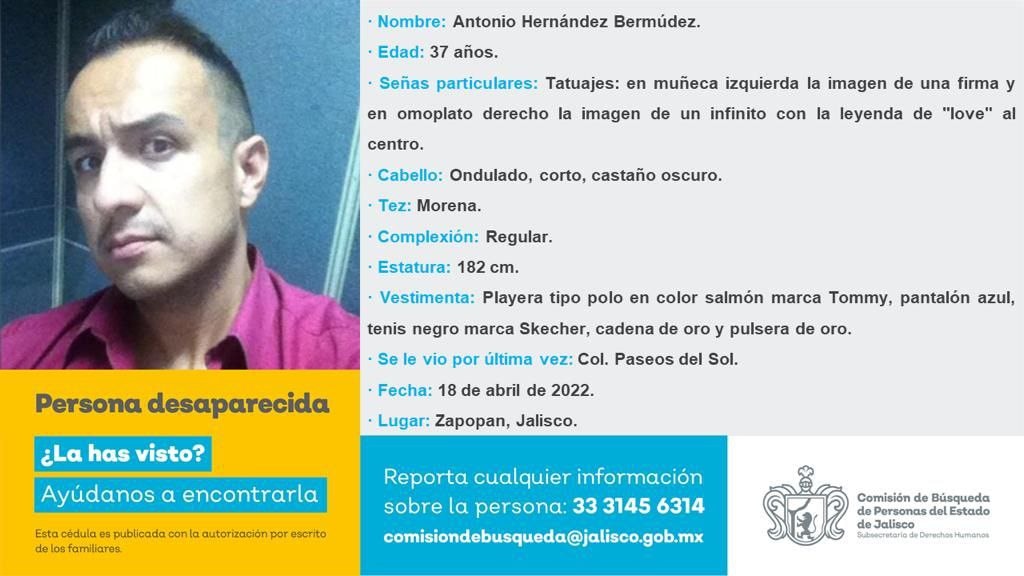 · Nombre: Antonio Hernández Bermúdez.
· Edad: 37 años.
· Señas particulares: Tatuajes: en muñeca izquierda la imagen de una firma y
en omoplato derecho la imagen de un infinito con la leyenda de "love" al
centro.
· Cabello: Ondulado, corto, castaño oscuro.
· Tez: Morena.
· Complexión: Regular.
· Estatura: 182 cm.
· Vestimenta: Playera tipo polo en color salmón marca Tommy, pantalón azul,
tenis negro marca Skecher, cadena de oro y pulsera de oro.
· Se le vio por última vez: Col. Paseos del Sol.
· Fecha: 18 de abril de 2022.
· Lugar: Zapopan, Jalisco.
Persona desaparecida
¿La has visto?
Ayúdanos a encontrarla
Esta cédula es publicada con la autorización por escrito
de los familiares.
Reporta cualquier información
sobre la persona: 33 3145 6314
comisiondebusqueda@jalisco.gob.mx
Comisión de Búsqueda
de Personas del Estado
de Jalisco
Subsecretaría de Derechos Humanos